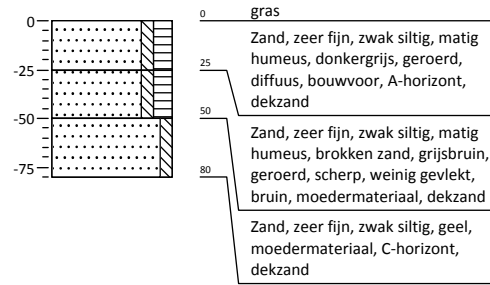 0
-25
-50
-75
0
gras
Zand, zeer fijn, zwak siltig, matig
humeus, donkergrijs, geroerd,
diffuus, bouwvoor, A-horizont,
dekzand
25
Zand, zeer fijn, zwak siltig, matig
humeus, brokken zand, grijsbruin,
geroerd, scherp, weinig gevlekt,
bruin, moedermateriaal, dekzand
50
Zand, zeer fijn, zwak siltig, geel,
moedermateriaal, C-horizont,
dekzand
80